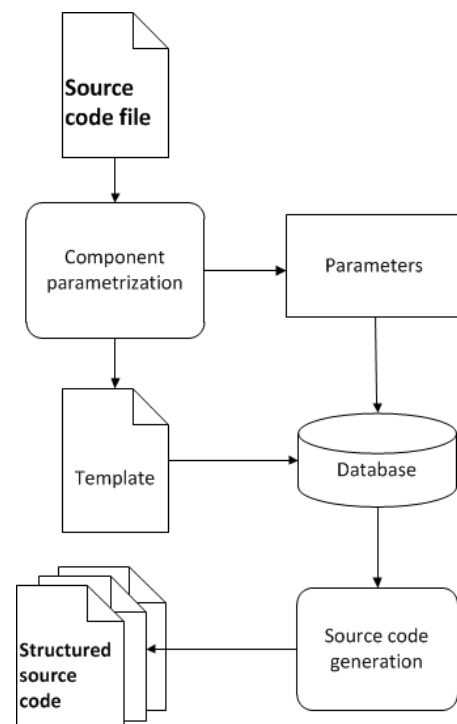 Source
code file
Component
parametrization
Parameters
Template
Database
Source code
generation
Structured
source
code